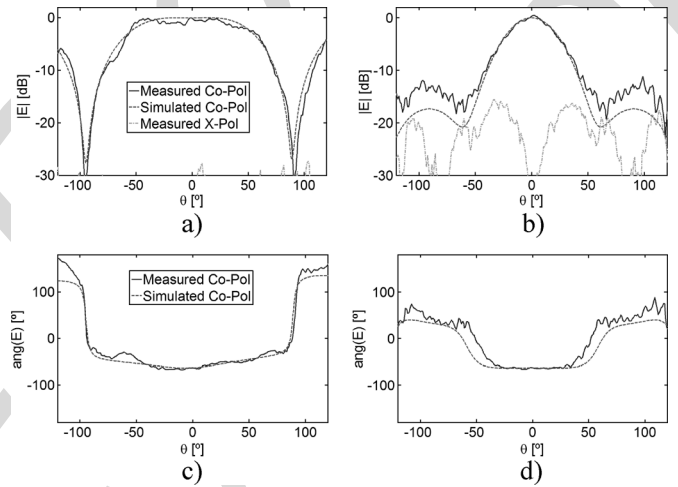 0
-10
-20
-30
|E| [dB]
Measured Co-Pol
Simulated Co-Pol
Measured X-Pol
-100 -50 0 50 100
θ [º]
a)
0
-10
-20
-30
|E| [dB]
-100 -50 0 50 100
θ [º]
b)
100
0
-100
ang(E) [º]
Measured Co-Pol
Simulated Co-Pol
-100 -50 0 50 100
θ [º]
c)
100
0
-100
ang(E) [º]
-100 -50 0 50 100
θ [º]
d)